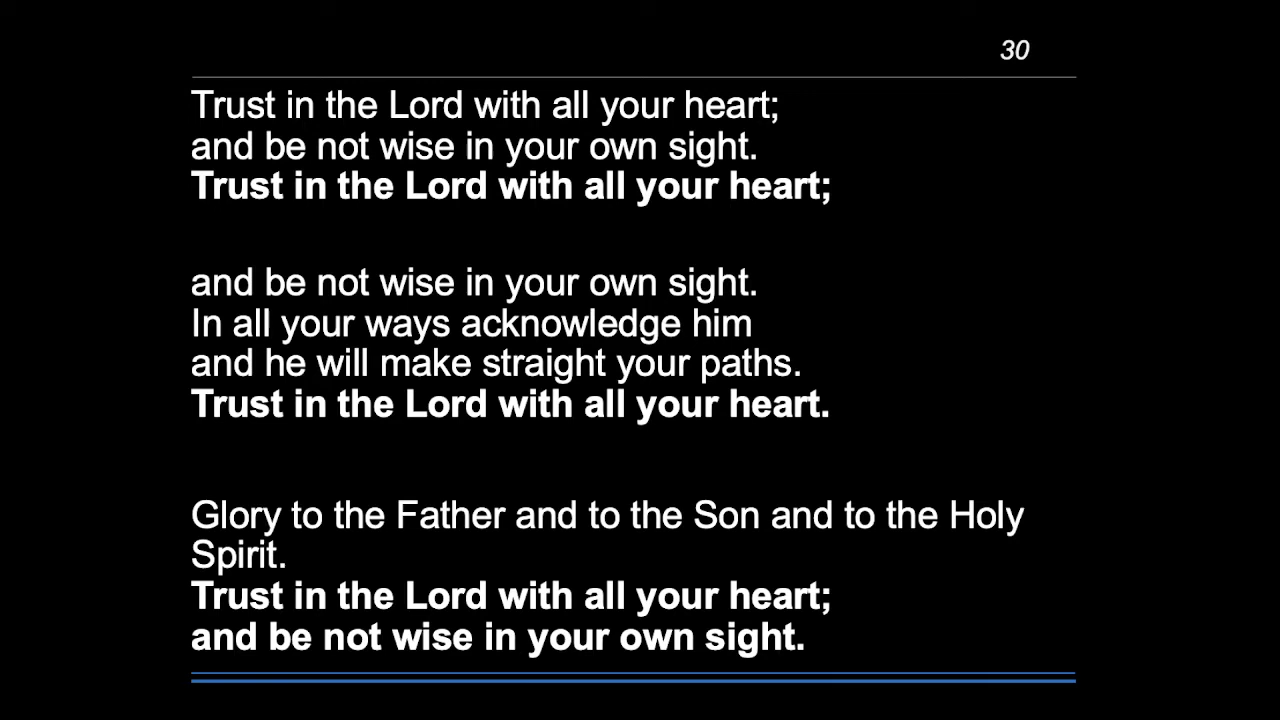 30
Trust in the Lord with all your heart;
and be not wise in your own sight.
Trust in the Lord with all your heart;
and be not wise in your own sight.
In all your ways acknowledge him
and he will make straight your paths.
Trust in the Lord with all your heart.
Glory to the Father and to the Son and to the Holy
Spirit.
Trust in the Lord with all your heart;
and be not wise in your own sight.